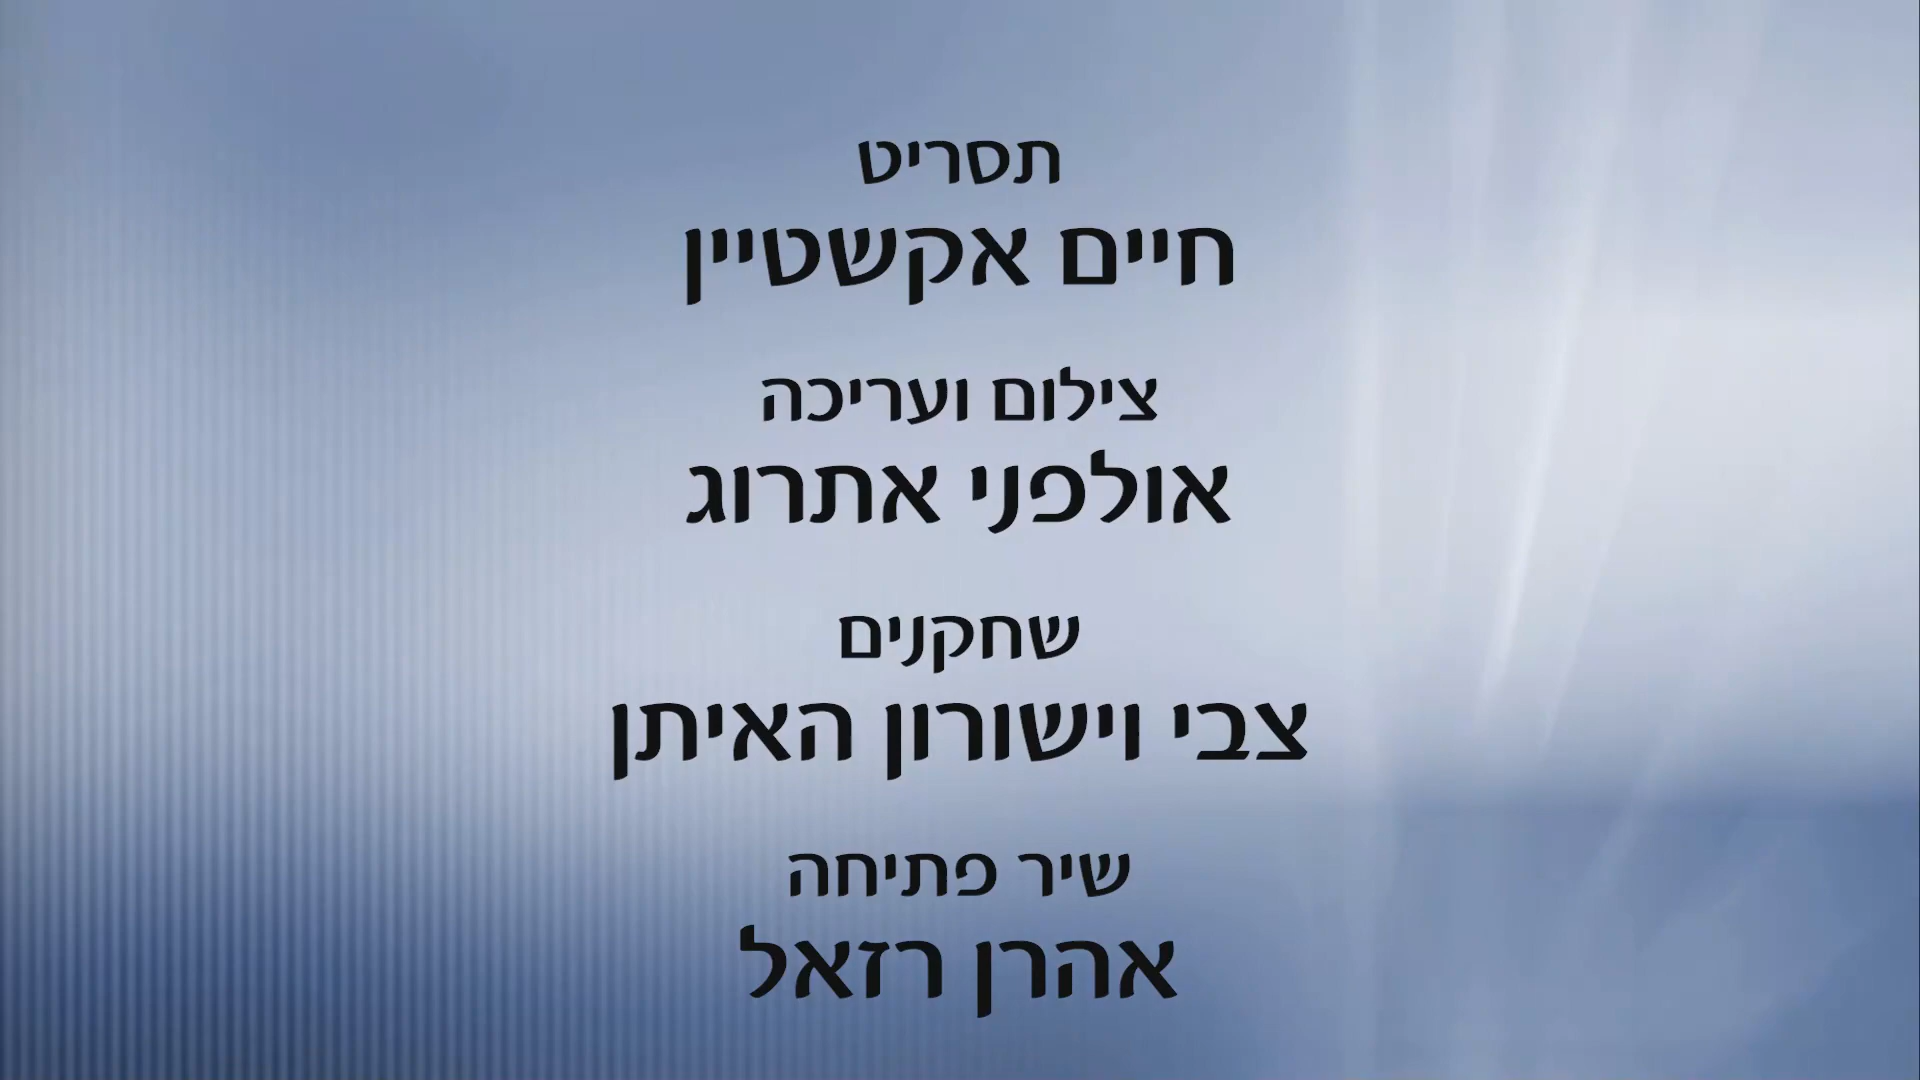 תסריט
חיים אקשטיין
צילום ועריכה
אולפני אתרוג
שחקנים
צבי וישורון האיתן
שיר פתיחה
אהרן רזאל